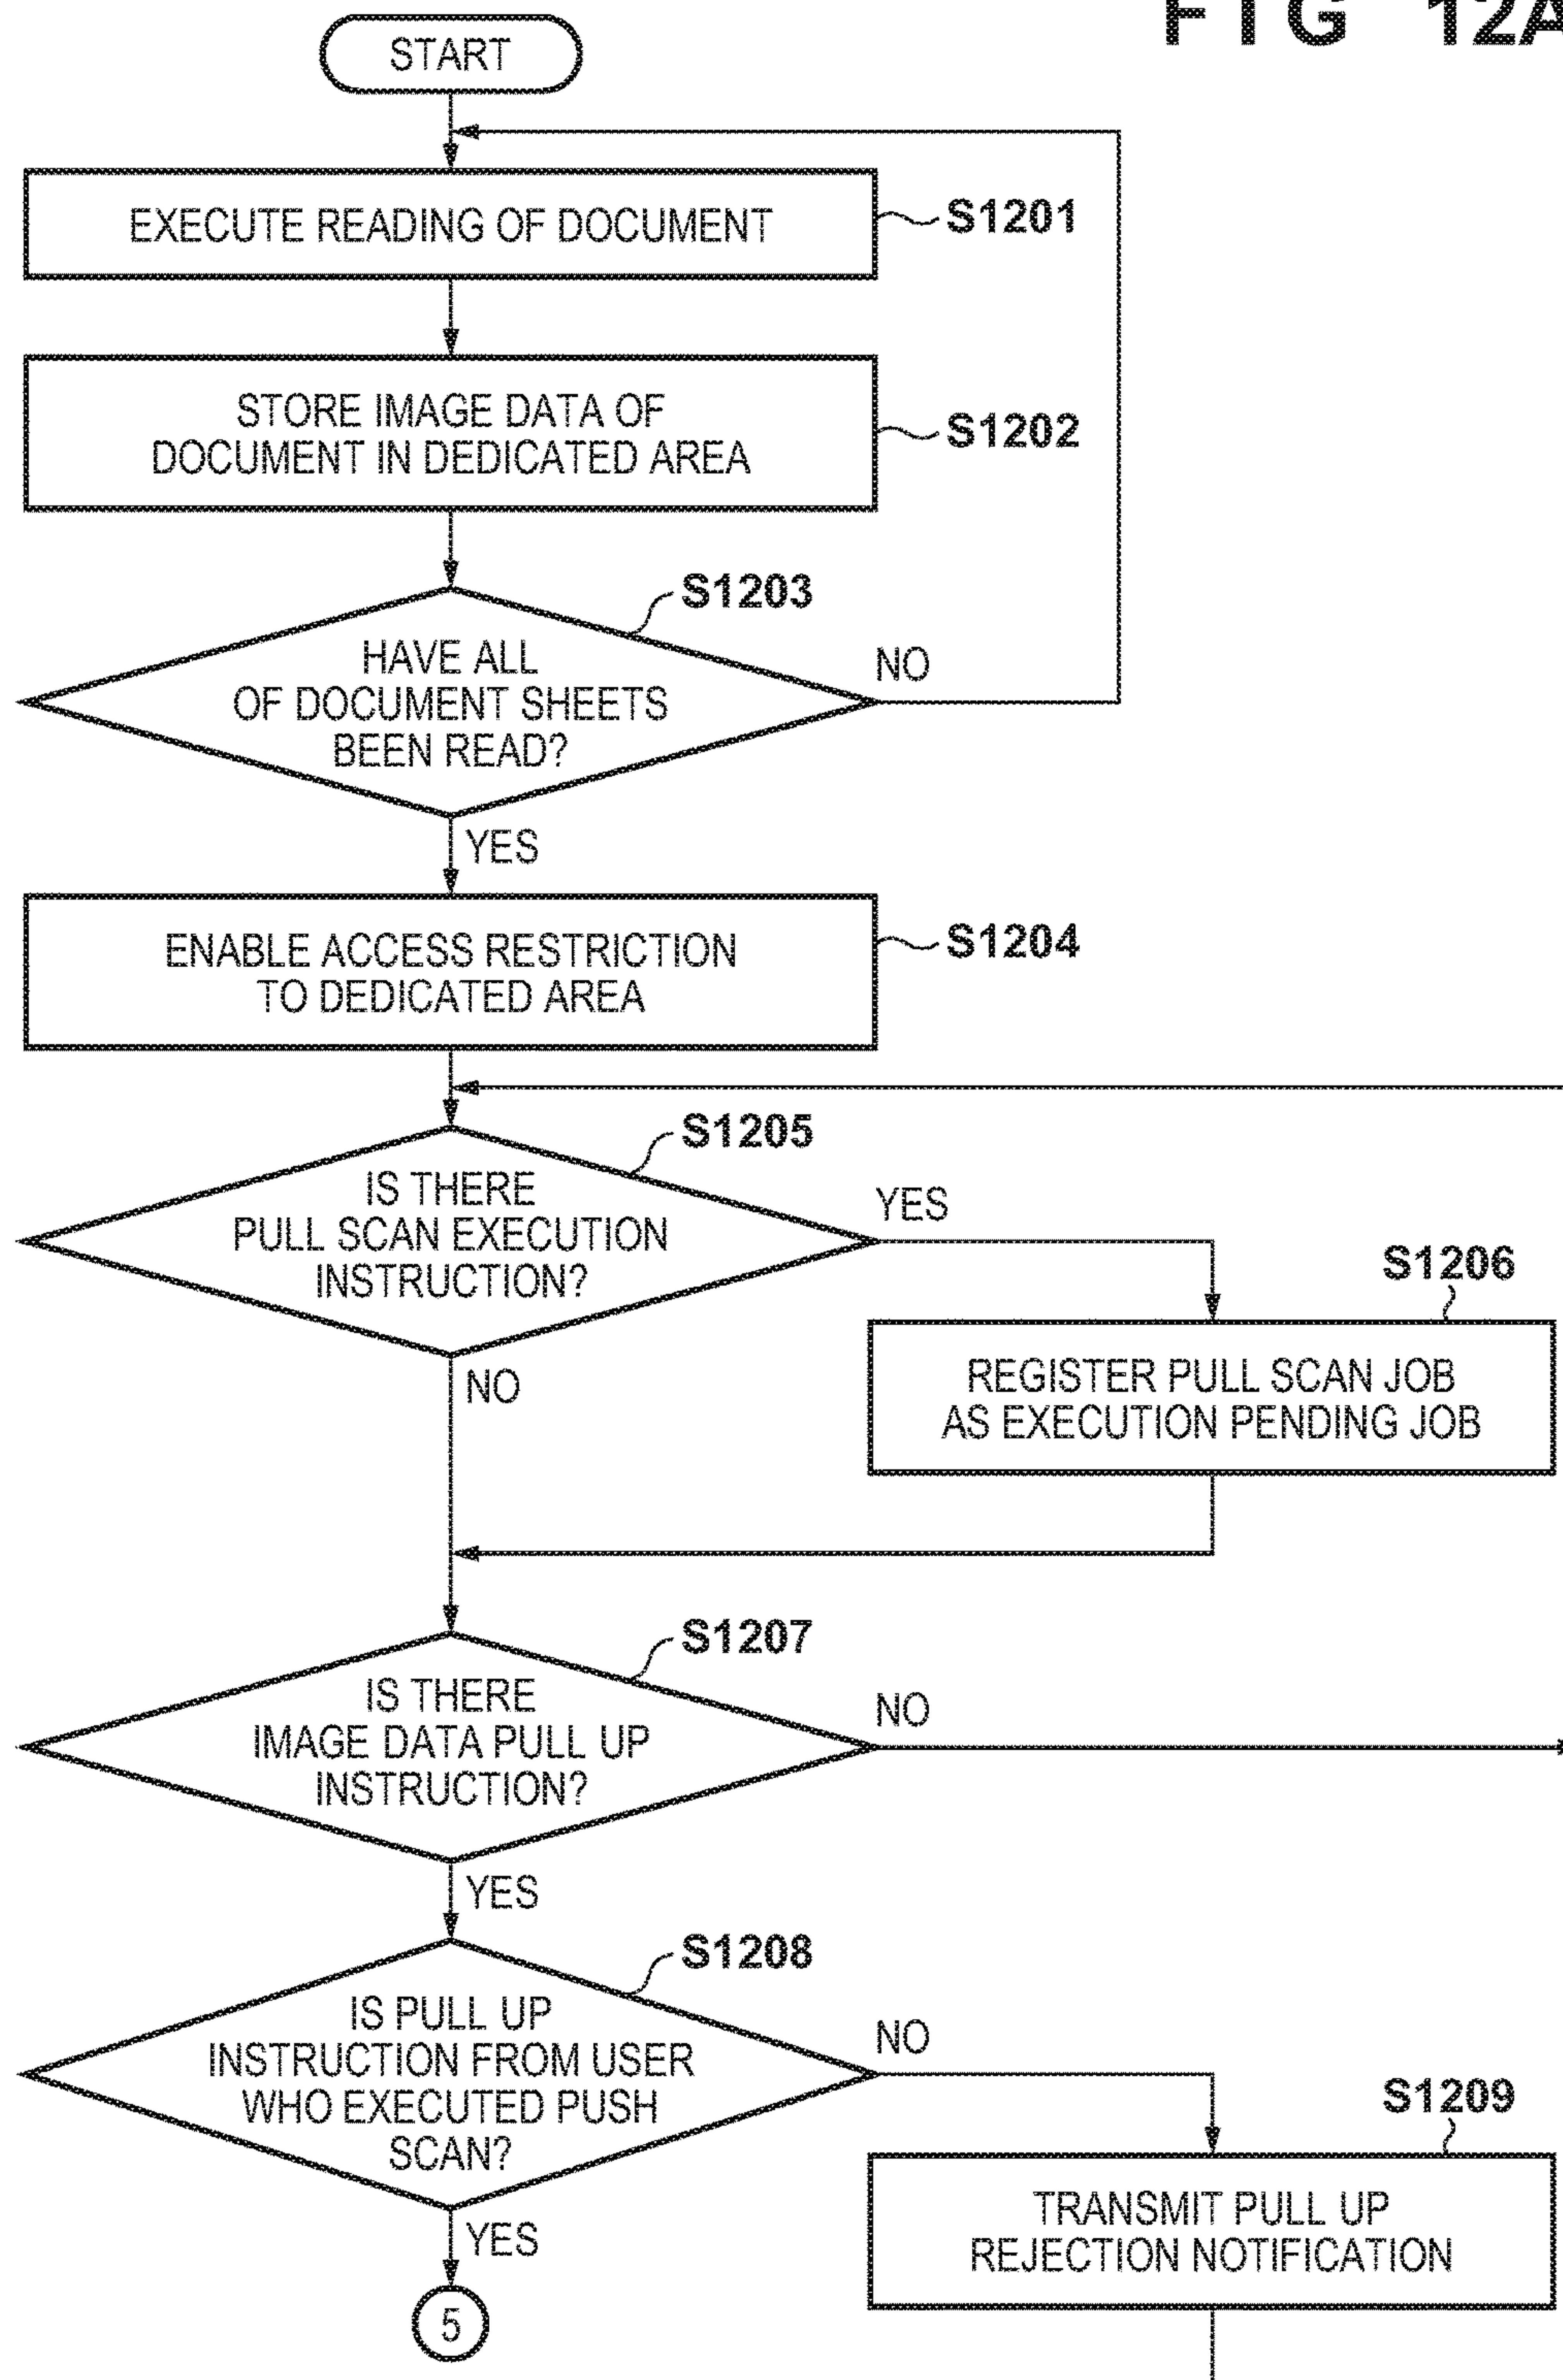 FIG 12A
START
EXECUTE READING OF DOCUMENT
S1201
STORE IMAGE DATA OF
DOCUMENT IN DEDICATED AREA
S1202
S1203
HAVE ALL
OF DOCUMENT SHEETS
BEEN READ?
NO
YES
ENABLE ACCESS RESTRICTION
TO DEDICATED AREA
S1204
S1205
IS THERE
PULL SCAN EXECUTION
INSTRUCTION?
YES
NO
S1206
REGISTER PULL SCAN JOB
AS EXECUTION PENDING JOB
S1207
IS THERE
IMAGE DATA PULL UP
INSTRUCTION?
NO
YES
S1208
IS PULL UP
INSTRUCTION FROM USER
WHO EXECUTED PUSH
SCAN?
NO
YES
S1209
TRANSMIT PULL UP
REJECTION NOTIFICATION
5